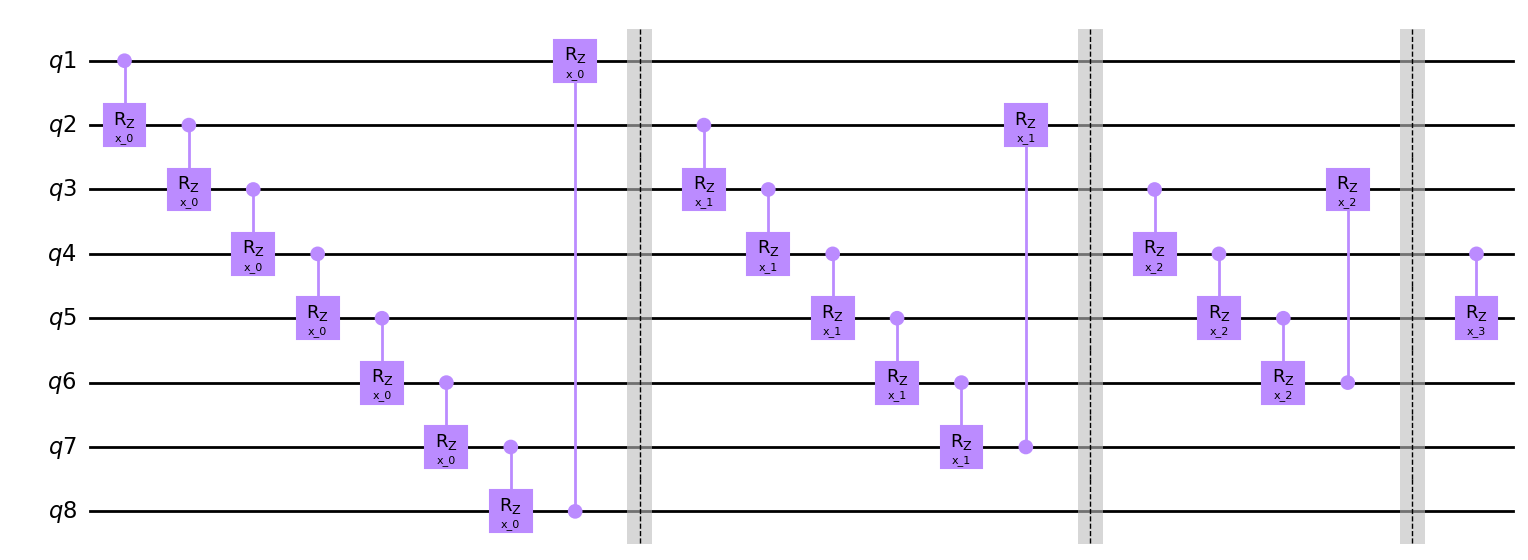 q1 R_Z x_0
q2 R_Z x_0 R_Z x_1
q3 R_Z x_0 R_Z x_1 R_Z x_2
q4 R_Z x_0 R_Z x_1 R_Z x_2
q5 R_Z x_0 R_Z x_1 R_Z x_2 R_Z x_3
q6 R_Z x_0 R_Z x_1 R_Z x_2
q7 R_Z x_0 R_Z x_1
q8 R_Z x_0